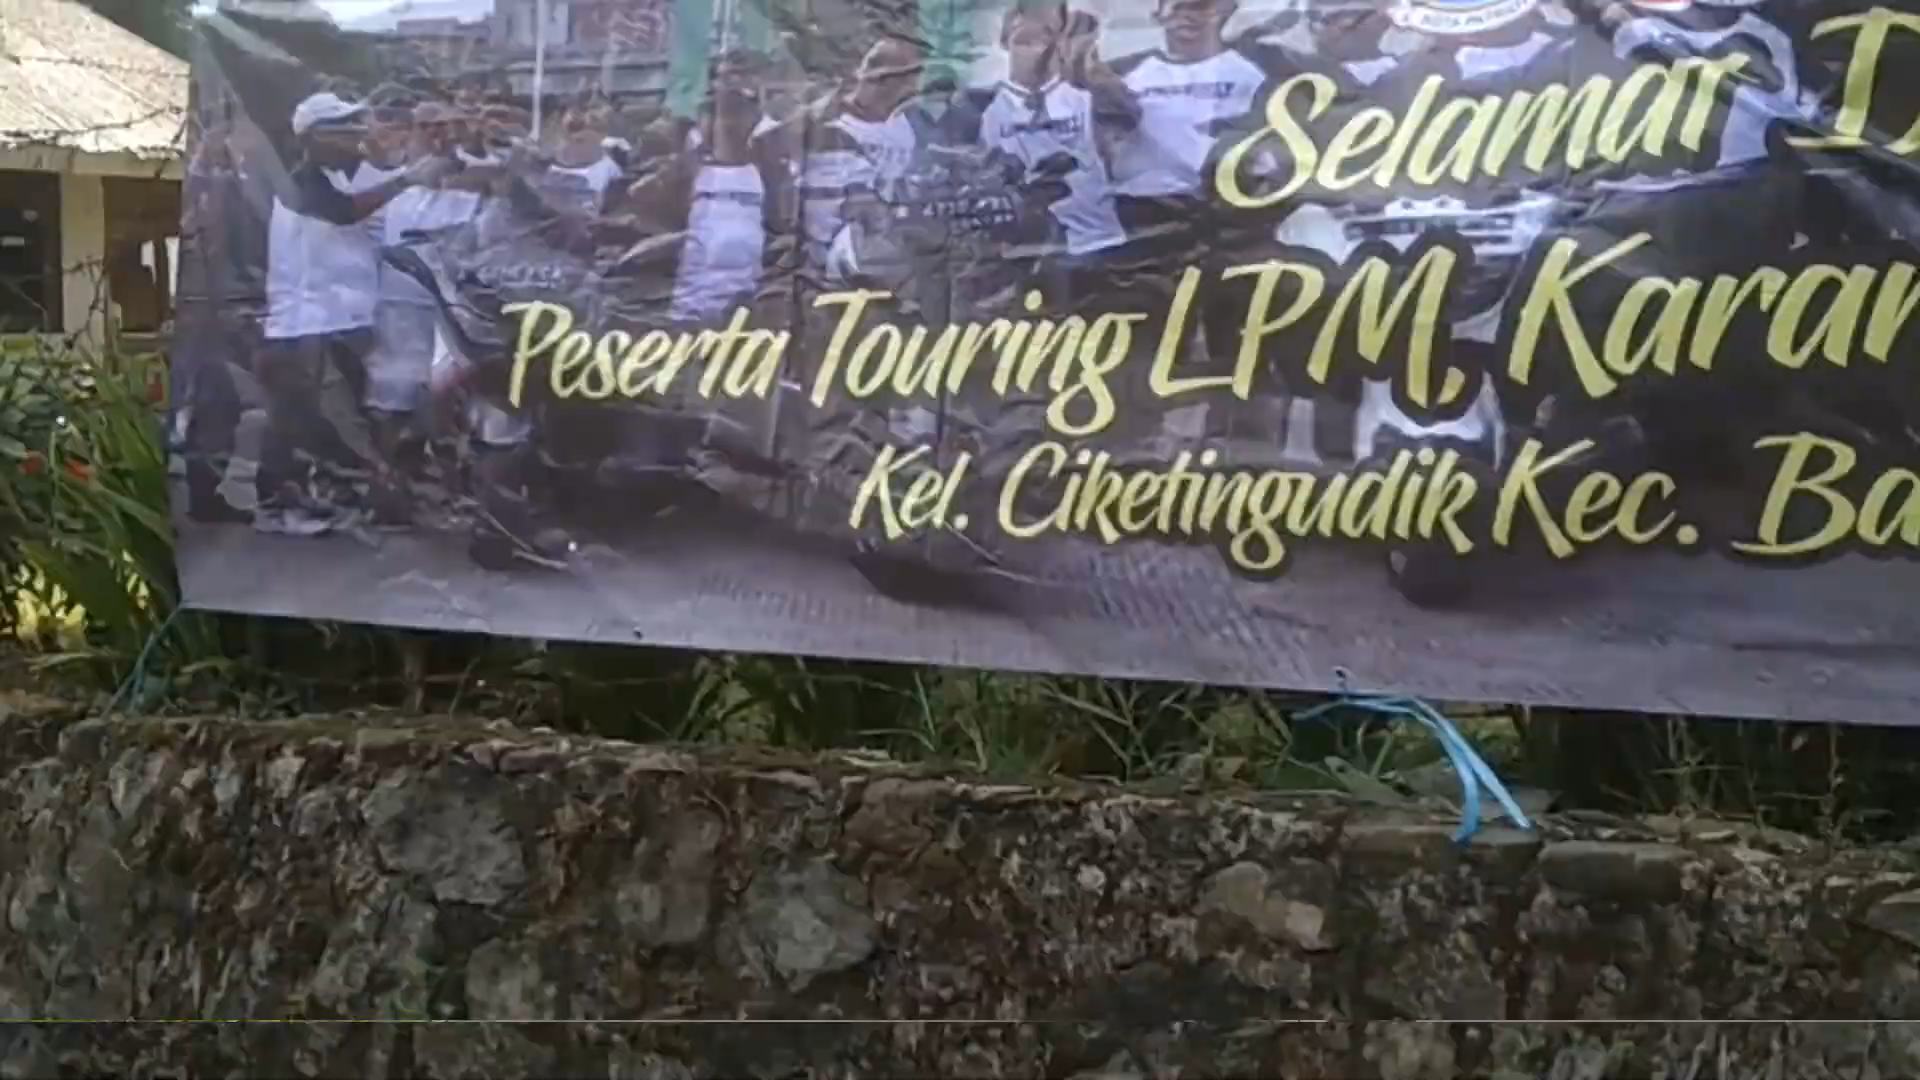 Selamat D
Peserta Touring LPM, Karan
Kel. Ciketingudik Kec. Ba